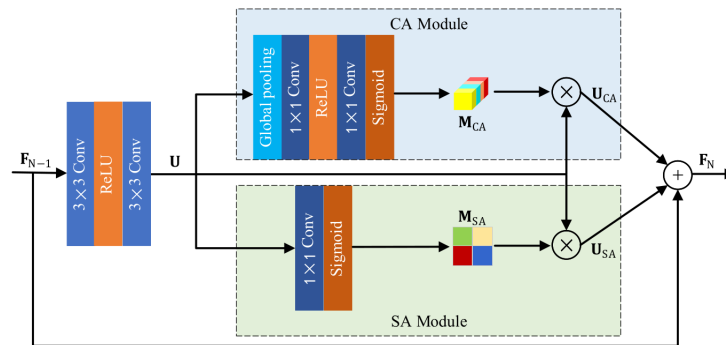 CA Module
Global pooling
1×1 Conv
ReLU
1×1 Conv
Sigmoid
M_CA
U_CA
F_N−1
3×3 Conv
ReLU
3×3 Conv
U
F_N
1×1 Conv
Sigmoid
M_SA
U_SA
SA Module